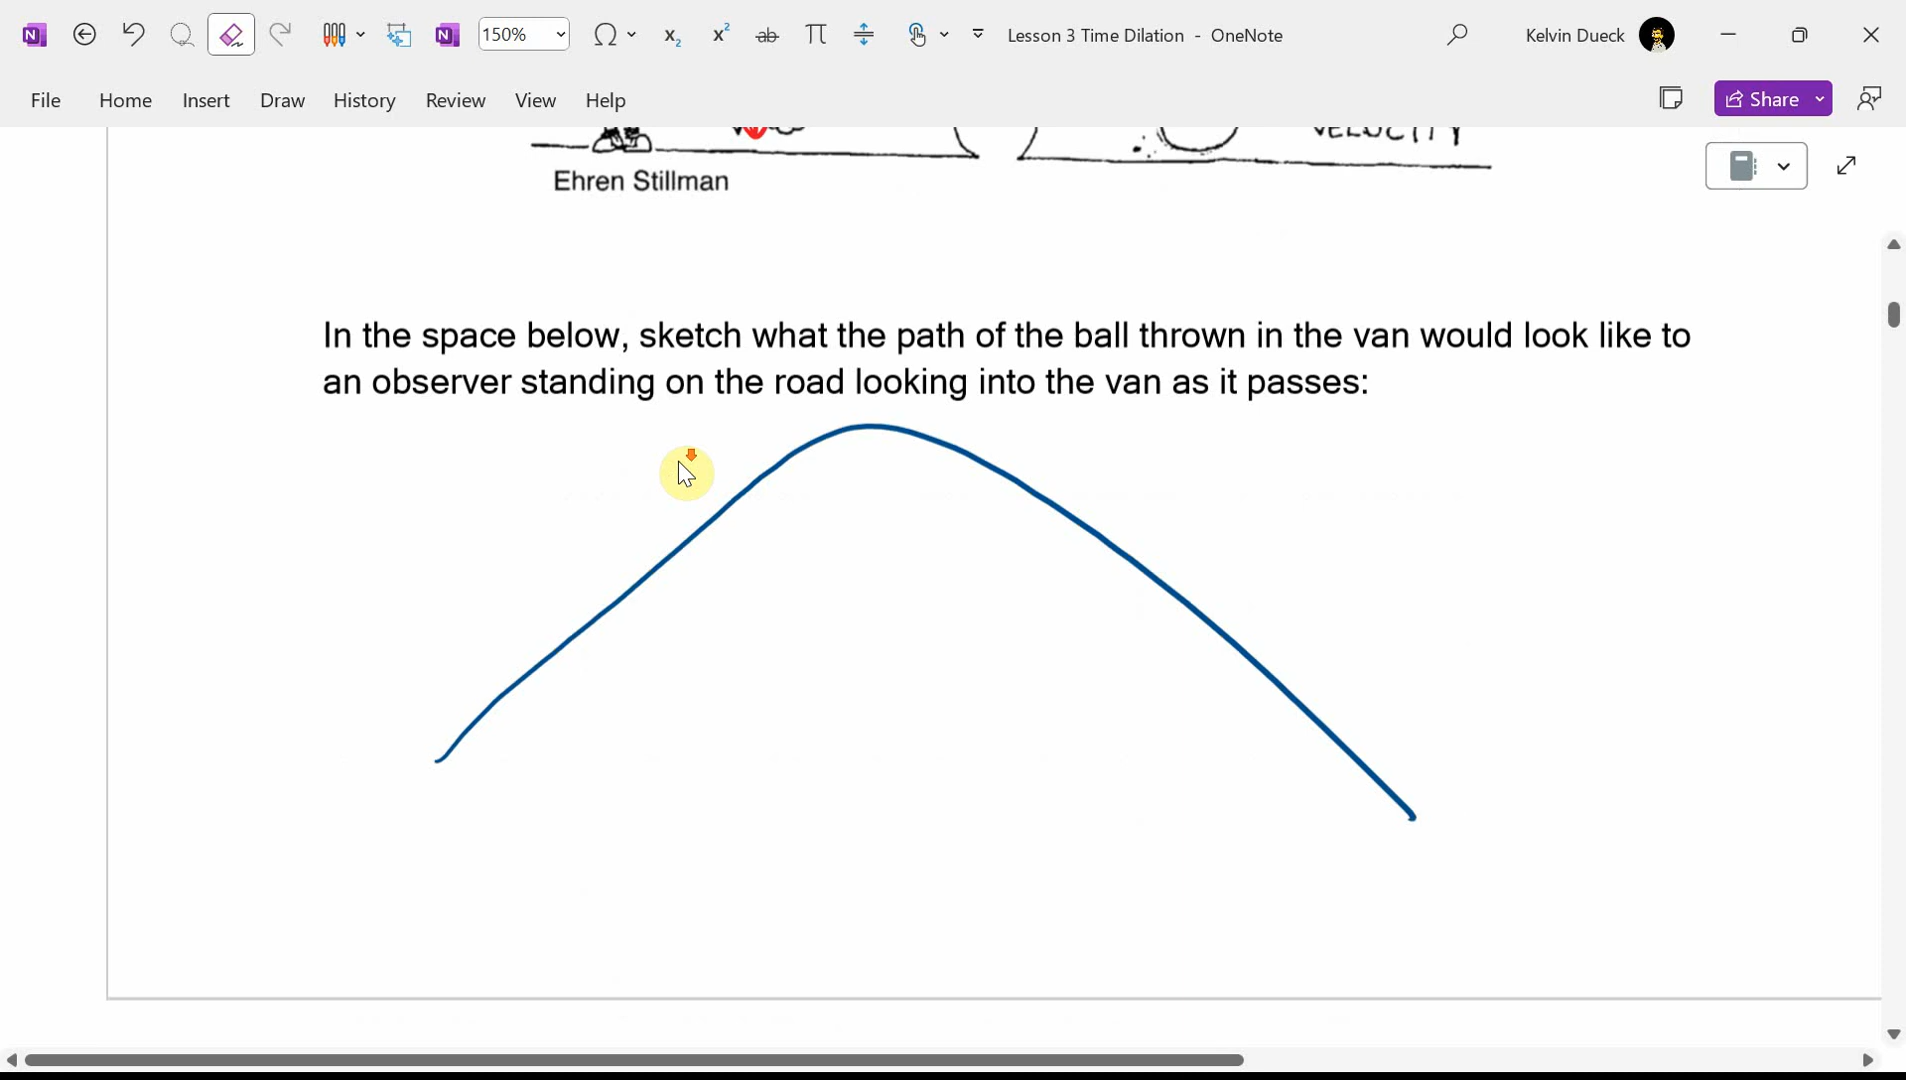 150%
Lesson 3 Time Dilation - OneNote
Kelvin Dueck
File Home Insert Draw History Review View Help
Share
VELOCITY
Ehren Stillman
In the space below, sketch what the path of the ball thrown in the van would look like to
an observer standing on the road looking into the van as it passes: